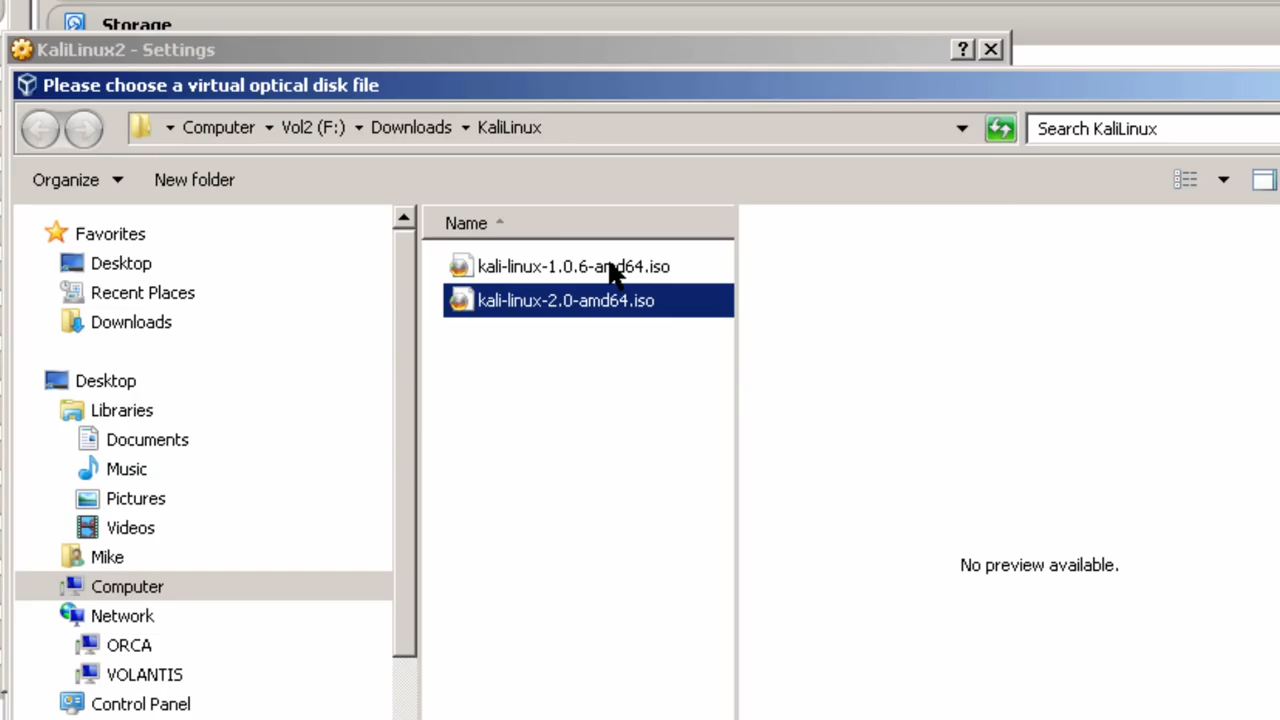 Storage
KaliLinux2 - Settings
?
Please choose a virtual optical disk file
Computer Vol2 (F:) Downloads KaliLinux
Search KaliLinux
Organize New folder
Favorites
Desktop
Recent Places
Downloads
Desktop
Libraries
Documents
Music
Pictures
Videos
Mike
Computer
Network
ORCA
VOLANTIS
Control Panel
Name
kali-linux-1.0.6-amd64.iso
kali-linux-2.0-amd64.iso
No preview available.